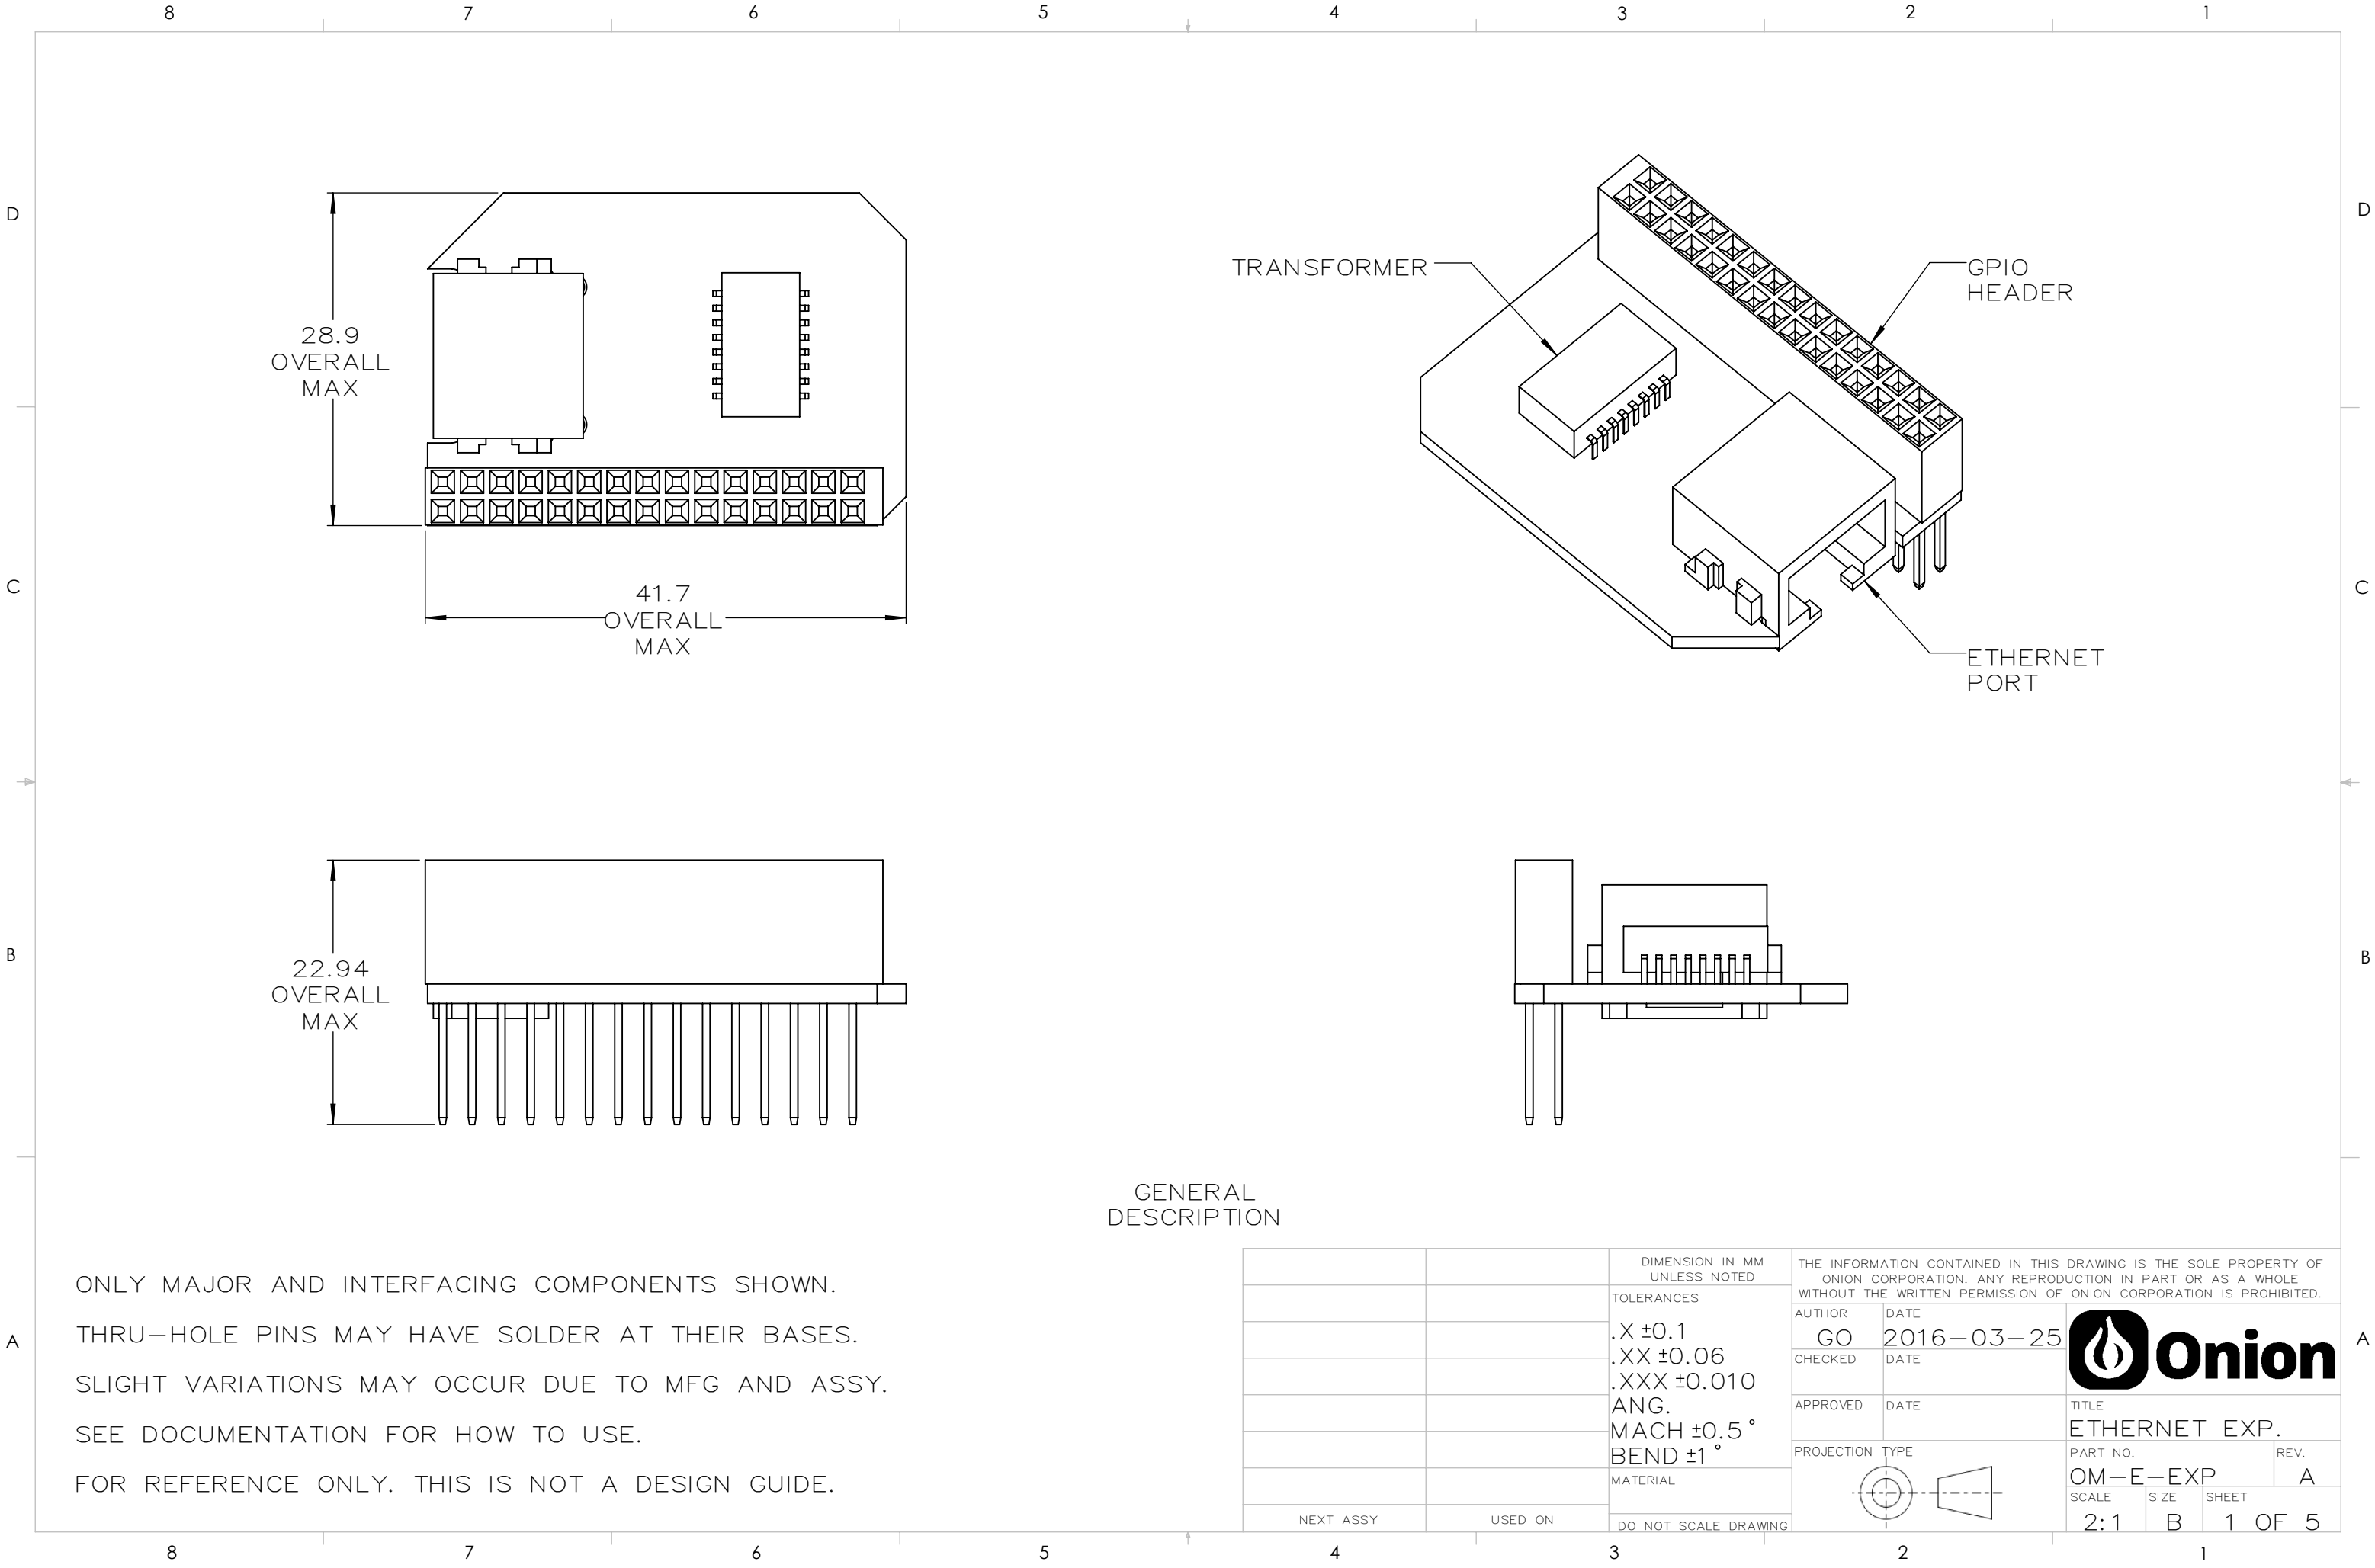 8 7 6 5 4 3 2 1
D
D
C
C
B
B
A
A
28.9
OVERALL
MAX
41.7
OVERALL
MAX
TRANSFORMER
GPIO
HEADER
ETHERNET
PORT
22.94
OVERALL
MAX
GENERAL
DESCRIPTION
ONLY MAJOR AND INTERFACING COMPONENTS SHOWN.
THRU-HOLE PINS MAY HAVE SOLDER AT THEIR BASES.
SLIGHT VARIATIONS MAY OCCUR DUE TO MFG AND ASSY.
SEE DOCUMENTATION FOR HOW TO USE.
FOR REFERENCE ONLY. THIS IS NOT A DESIGN GUIDE.
NEXT ASSY
USED ON
DIMENSION IN MM
UNLESS NOTED
TOLERANCES
.X ±0.1
.XX ±0.06
.XXX ±0.010
ANG.
MACH ±0.5°
BEND ±1°
MATERIAL
DO NOT SCALE DRAWING
THE INFORMATION CONTAINED IN THIS DRAWING IS THE SOLE PROPERTY OF
ONION CORPORATION. ANY REPRODUCTION IN PART OR AS A WHOLE
WITHOUT THE WRITTEN PERMISSION OF ONION CORPORATION IS PROHIBITED.
AUTHOR
GO
DATE
2016-03-25
CHECKED
DATE
APPROVED
DATE
PROJECTION TYPE
Onion
TITLE
ETHERNET EXP.
PART NO.
OM-E-EXP
REV.
A
SCALE
2:1
SIZE
B
SHEET
1 OF 5
8 7 6 5 4 3 2 1